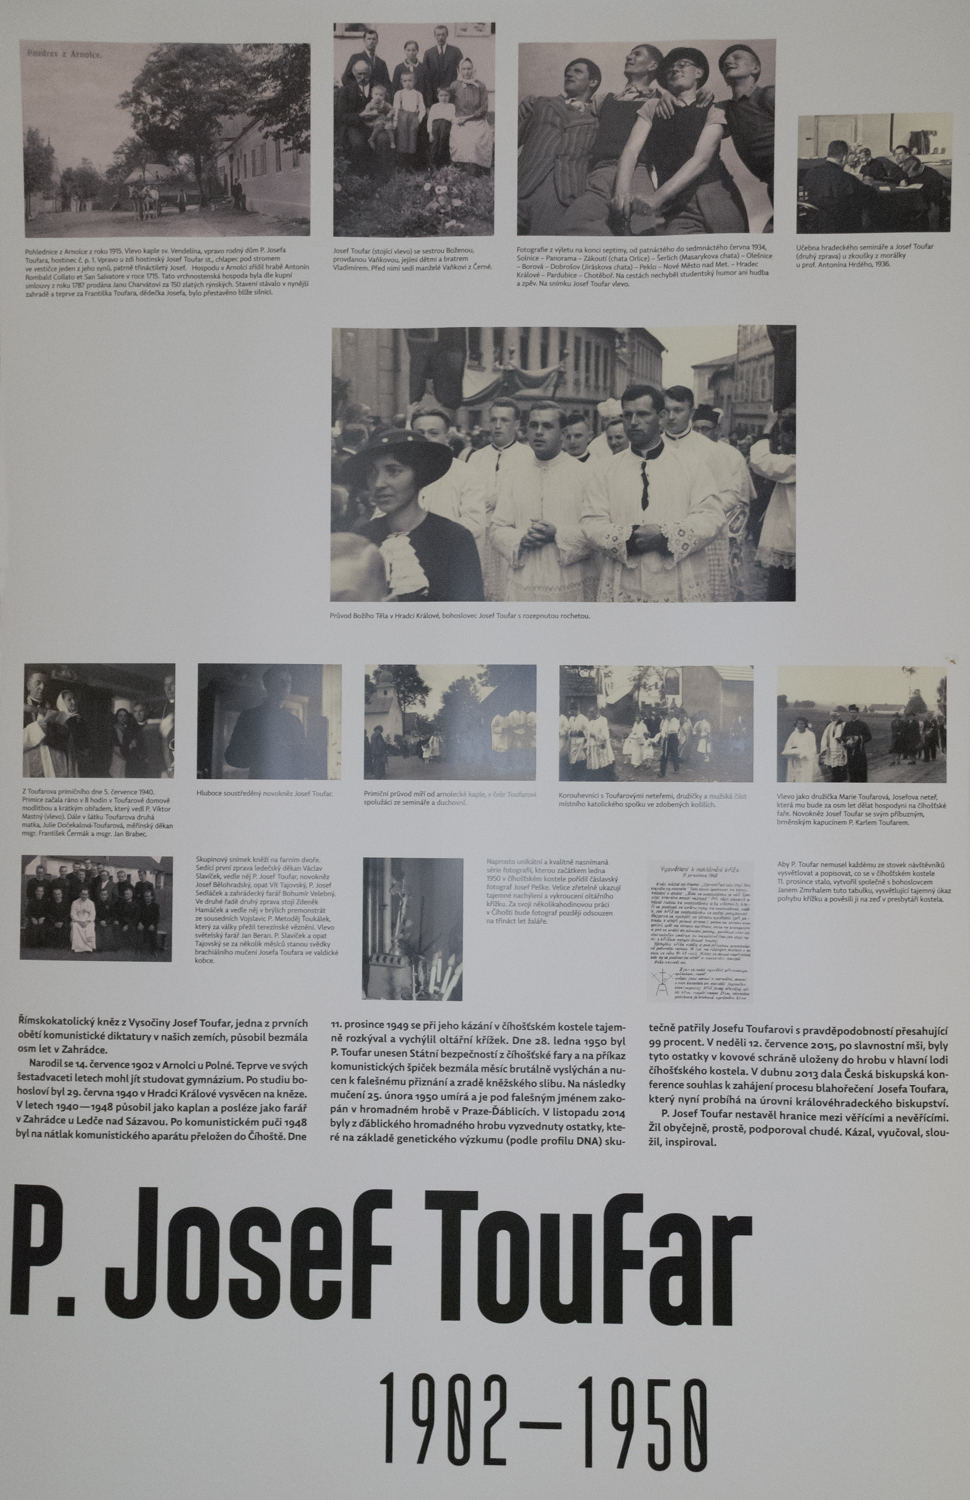 Pozdrav z Arnolce.
Pohlednice z Arnolce z roku 1915. Vlevo kaple sv. Vendelína, vpravo rodný dům P. Josefa
Toufara, hostinec č. p. 1. Vpravo u zdi hostinský Josef Toufar st., chlapec pod stromem
ve vestičce jeden z jeho synů, patrně třináctiletý Josef. Hospodu v Arnolci zřídil hrabě Antonín
Rombald Collato et San Salvatore v roce 1715. Tato vrchnostenská hospoda byla dle kupní
smlouvy z roku 1787 prodána Janu Charvátovi za 150 zlatých rýnských. Stavení stávalo v nynější
zahradě a teprve za Františka Toufara, dědečka Josefa, bylo přestavěno blíže silnici.
Josef Toufar (stojící vlevo) se sestrou Boženou,
provdanou Vaňkovou, jejími dětmi a bratrem
Vladimírem. Před nimi sedí manželé Vaňkovi z Černé.
Fotografie z výletu na konci septimy, od patnáctého do sedmnáctého června 1934,
Solnice – Panorama – Zákoutí (chata Orlice) – Šerlich (Masarykova chata) – Olešnice
– Borová – Dobrošov (Jiráskova chata) – Peklo – Nové Město nad Met. – Hradec
Králové – Pardubice – Chotěboř. Na cestách nechyběl studentský humor ani hudba
a zpěv. Na snímku Josef Toufar vlevo.
Učebna hradeckého semináře a Josef Toufar
(druhý zprava) u zkoušky z morálky
u prof. Antonína Hrdého, 1936.
Průvod Božího Těla v Hradci Králové, bohoslovec Josef Toufar s rozepnutou rochetou.
Z Toufarova primičního dne 5. července 1940.
Primice začala ráno v 8 hodin v Toufarově domově
modlitbou a krátkým obřadem, který vedl P. Viktor
Mastný (vlevo). Dále v šátku Toufarova druhá
matka, Julie Dočekalová-Toufarová, měřínský děkan
msgr. František Čermák a msgr. Jan Brabec.
Hluboce soustředěný novokněz Josef Toufar.
Primiční průvod míří od arnolecké kaple, v čele Toufarovi
spolužáci ze semináře a duchovní.
Korouhevníci s Toufarovými neteřemi, družičky a mužská část
místního katolického spolku ve zdobených košilích.
Vlevo jako družička Marie Toufarová, Josefova neteř,
která mu bude za osm let dělat hospodyni na číhošťské
faře. Novokněz Josef Toufar se svým příbuzným,
brněnským kapucínem P. Karlem Toufarem.
Skupinový snímek kněží na farním dvoře.
Sedící první zprava ledečský děkan Václav
Slavíček, vedle něj P. Josef Toufar, novokněz
Josef Bělohradský, opat Vít Tajovský, P. Josef
Sedláček a zahrádecký farář Bohumír Velebný.
Ve druhé řadě druhý zprava stojí Zdeněk
Hamáček a vedle něj v brýlích premonstrát
ze sousedních Vojslavic P. Metoděj Toukálek,
který za války přežil terezínské věznění. Vlevo
světelský farář Jan Beran. P. Slavíček a opat
Tajovský se za několik měsíců stanou svědky
brachiálního mučení Josefa Toufara ve valdické
kobce.
Naprosto unikátní a kvalitně nasnímaná
série fotografií, kterou začátkem ledna
1950 v číhošťském kostele pořídil čáslavský
fotograf Josef Peške. Velice zřetelně ukazují
tajemné nachýlení a vykroucení oltářního
křížku. Za svoji několikahodinovou práci
v Číhošti bude fotograf později odsouzen
na třináct let žaláře.
Aby P. Toufar nemusel každému ze stovek návštěvníků
vysvětlovat a popisovat, co se v číhošťském kostele
11. prosince stalo, vytvořil společně s bohoslovcem
Janem Zmrhalem tuto tabulku, vysvětlující tajemný úkaz
pohybu křížku a pověsili ji na zeď v presbytáři kostela.
Římskokatolický kněz z Vysočiny Josef Toufar, jedna z prvních
obětí komunistické diktatury v našich zemích, působil bezmála
osm let v Zahrádce.
Narodil se 14. července 1902 v Arnolci u Polné. Teprve ve svých
šestadvaceti letech mohl jít studovat gymnázium. Po studiu bo-
hosloví byl 29. června 1940 v Hradci Králové vysvěcen na kněze.
V letech 1940—1948 působil jako kaplan a posléze jako farář
v Zahrádce u Ledče nad Sázavou. Po komunistickém puči 1948
byl na nátlak komunistického aparátu přeložen do Číhoště. Dne
11. prosince 1949 se při jeho kázání v číhošťském kostele tajem-
ně rozkýval a vychýlil oltářní křížek. Dne 28. ledna 1950 byl
P. Toufar unesen Státní bezpečností z číhošťské fary a na příkaz
komunistických špiček bezmála měsíc brutálně vyslýchán a nu-
cen k falešnému přiznání a zradě kněžského slibu. Na následky
mučení 25. února 1950 umírá a je pod falešným jménem zako-
pán v hromadném hrobě v Praze-Ďáblicích. V listopadu 2014
byly z ďáblického hromadného hrobu vyzvednuty ostatky, kte-
ré na základě genetického výzkumu (podle profilu DNA) sku-
tečně patřily Josefu Toufarovi s pravděpodobností přesahující
99 procent. V neděli 12. července 2015, po slavnostní mši, byly
tyto ostatky v kovové schráně uloženy do hrobu v hlavní lodi
číhošťského kostela. V dubnu 2013 dala Česká biskupská kon-
ference souhlas k zahájení procesu blahořečení Josefa Toufara,
který nyní probíhá na úrovni královéhradeckého biskupství.
P. Josef Toufar nestavěl hranice mezi věřícími a nevěřícími.
Žil obyčejně, prostě, podporoval chudé. Kázal, vyučoval, slou-
žil, inspiroval.
P. Josef Toufar
1902–1950